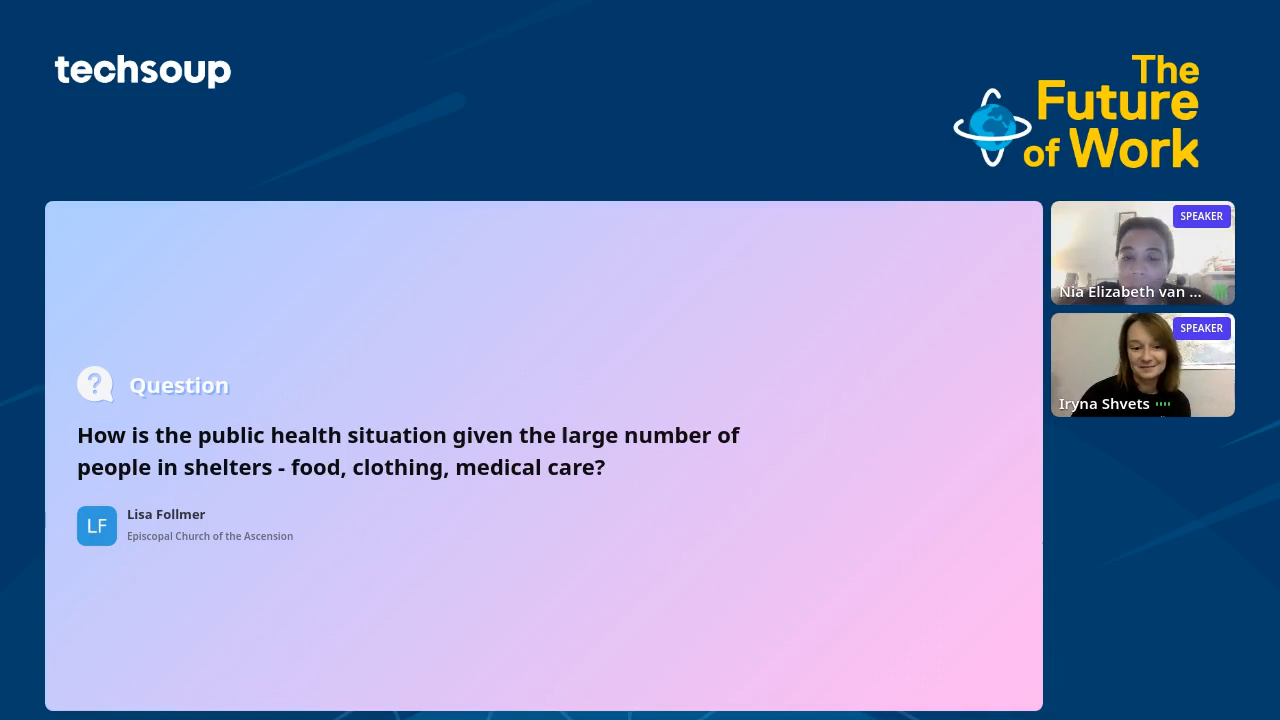 techsoup
The
Future
of Work
SPEAKER
Nia Elizabeth van ...
SPEAKER
Iryna Shvets
Question
How is the public health situation given the large number of
people in shelters - food, clothing, medical care?
LF
Lisa Follmer
Episcopal Church of the Ascension